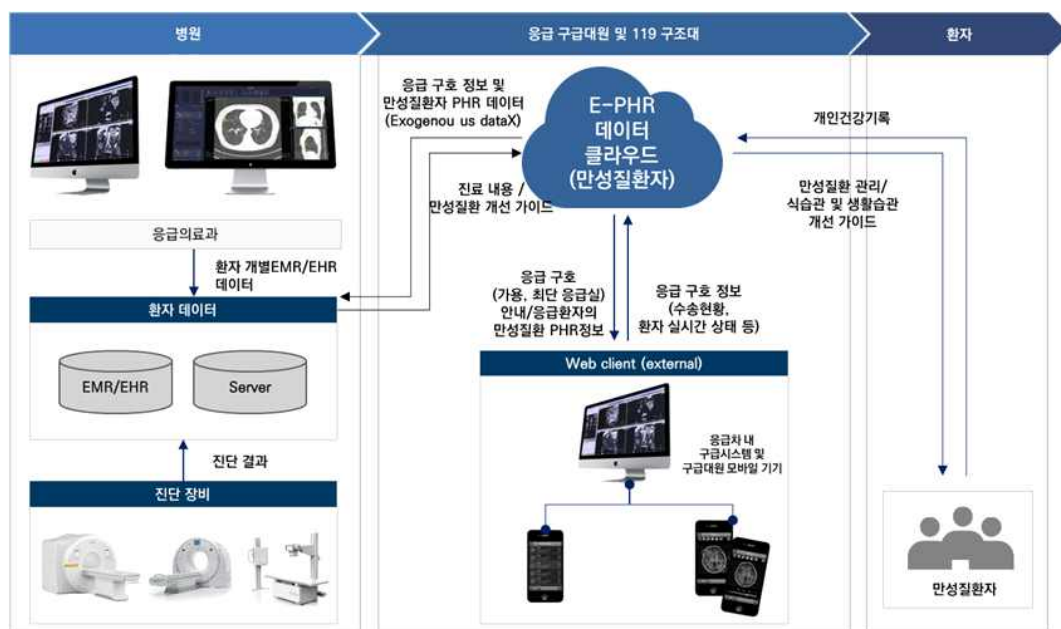 병원
응급 구급대원 및 119 구조대
환자
응급의료과
환자 개별EMR/EHR
데이터
환자 데이터
EMR/EHR
Server
진단 결과
진단 장비
응급 구호 정보 및
만성질환자 PHR 데이터
(Exogenou us dataX)
진료 내용 /
만성질환 개선 가이드
E-PHR
데이터
클라우드
(만성질환자)
응급 구호
(가용, 최단 응급실)
안내/응급환자의
만성질환 PHR정보
응급 구호 정보
(수송현황,
환자 실시간 상태 등)
Web client (external)
응급차 내
구급시스템 및
구급대원 모바일 기기
개인건강기록
만성질환 관리/
식습관 및 생활습관
개선 가이드
만성질환자